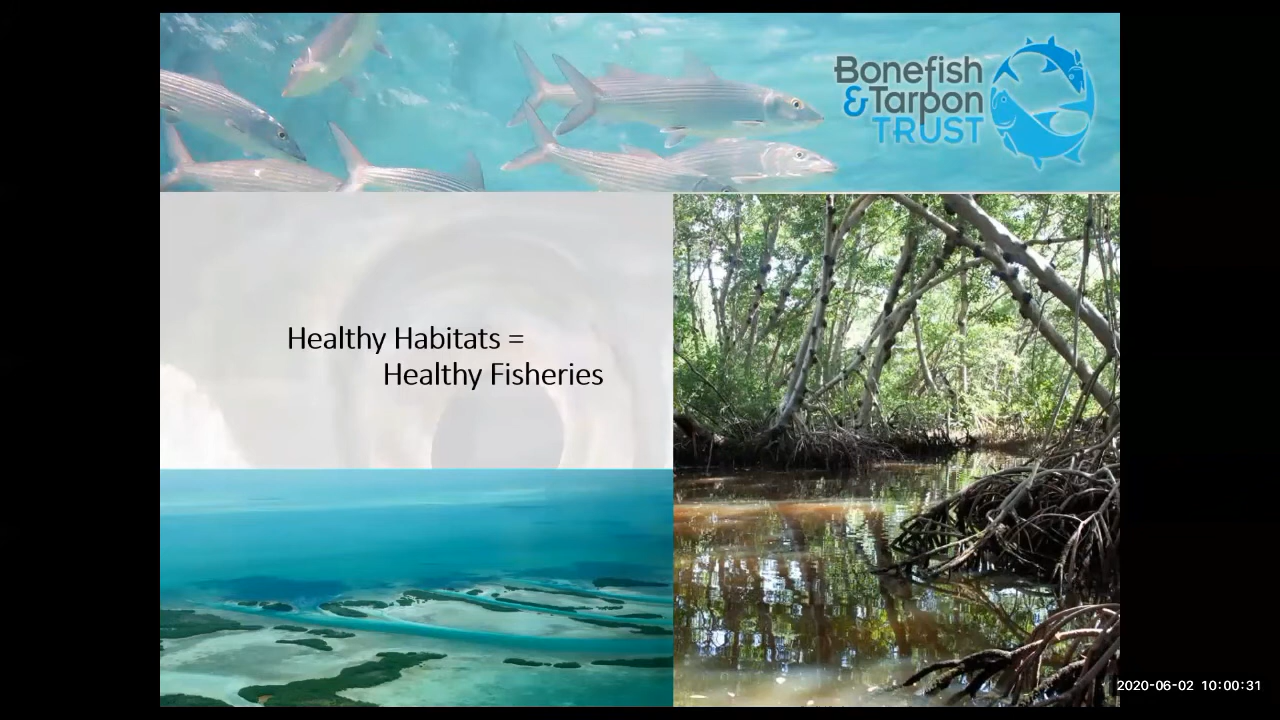 Bonefish
& Tarpon
TRUST
Healthy Habitats =
Healthy Fisheries
2020-06-02 10:00:31